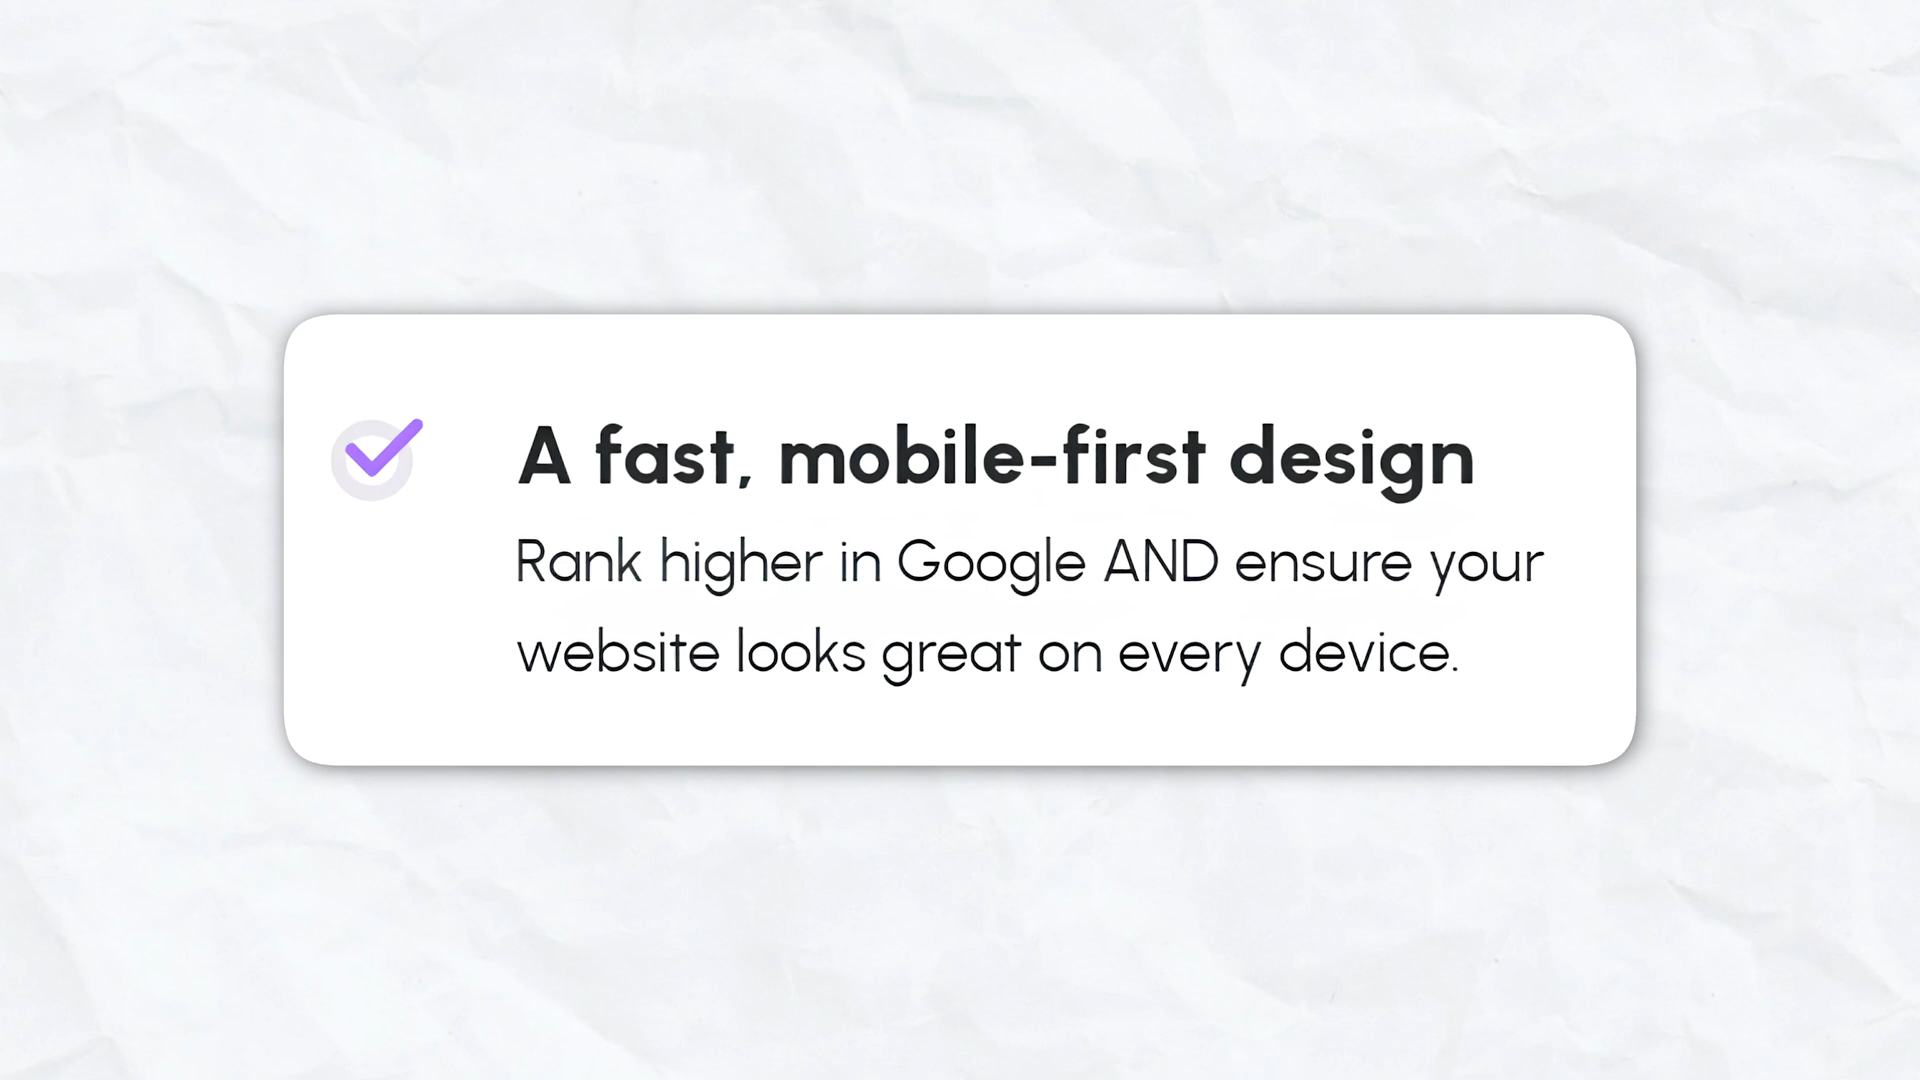 A fast, mobile-first design
Rank higher in Google AND ensure your
website looks great on every device.